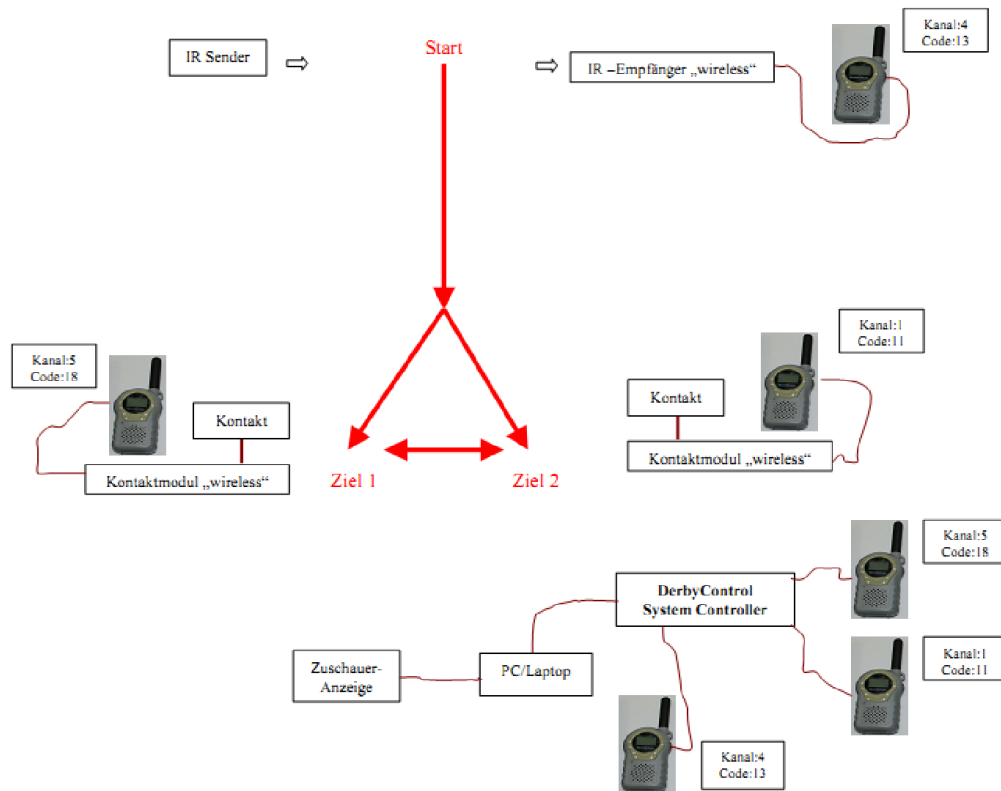 IR Sender
Start
IR –Empfänger „wireless“
Kanal:4
Code:13
Kanal:5
Code:18
Kontakt
Kontaktmodul „wireless“
Ziel 1
Ziel 2
Kanal:1
Code:11
Kontakt
Kontaktmodul „wireless“
DerbyControl
System Controller
Kanal:5
Code:18
Zuschauer-
Anzeige
PC/Laptop
Kanal:1
Code:11
Kanal:4
Code:13